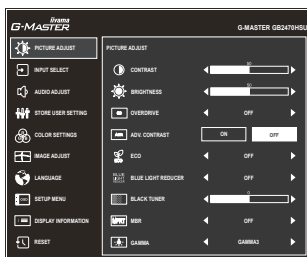 iiyama
G-MASTER
G-MASTER GB2470HSU
PICTURE ADJUST
INPUT SELECT
AUDIO ADJUST
STORE USER SETTING
COLOR SETTINGS
IMAGE ADJUST
LANGUAGE
SETUP MENU
DISPLAY INFORMATION
RESET
PICTURE ADJUST
CONTRAST
BRIGHTNESS
OVERDRIVE OFF
ADV. CONTRAST ON OFF
ECO OFF
BLUE LIGHT REDUCER OFF
BLACK TUNER 0
MBR OFF
GAMMA GAMMA3